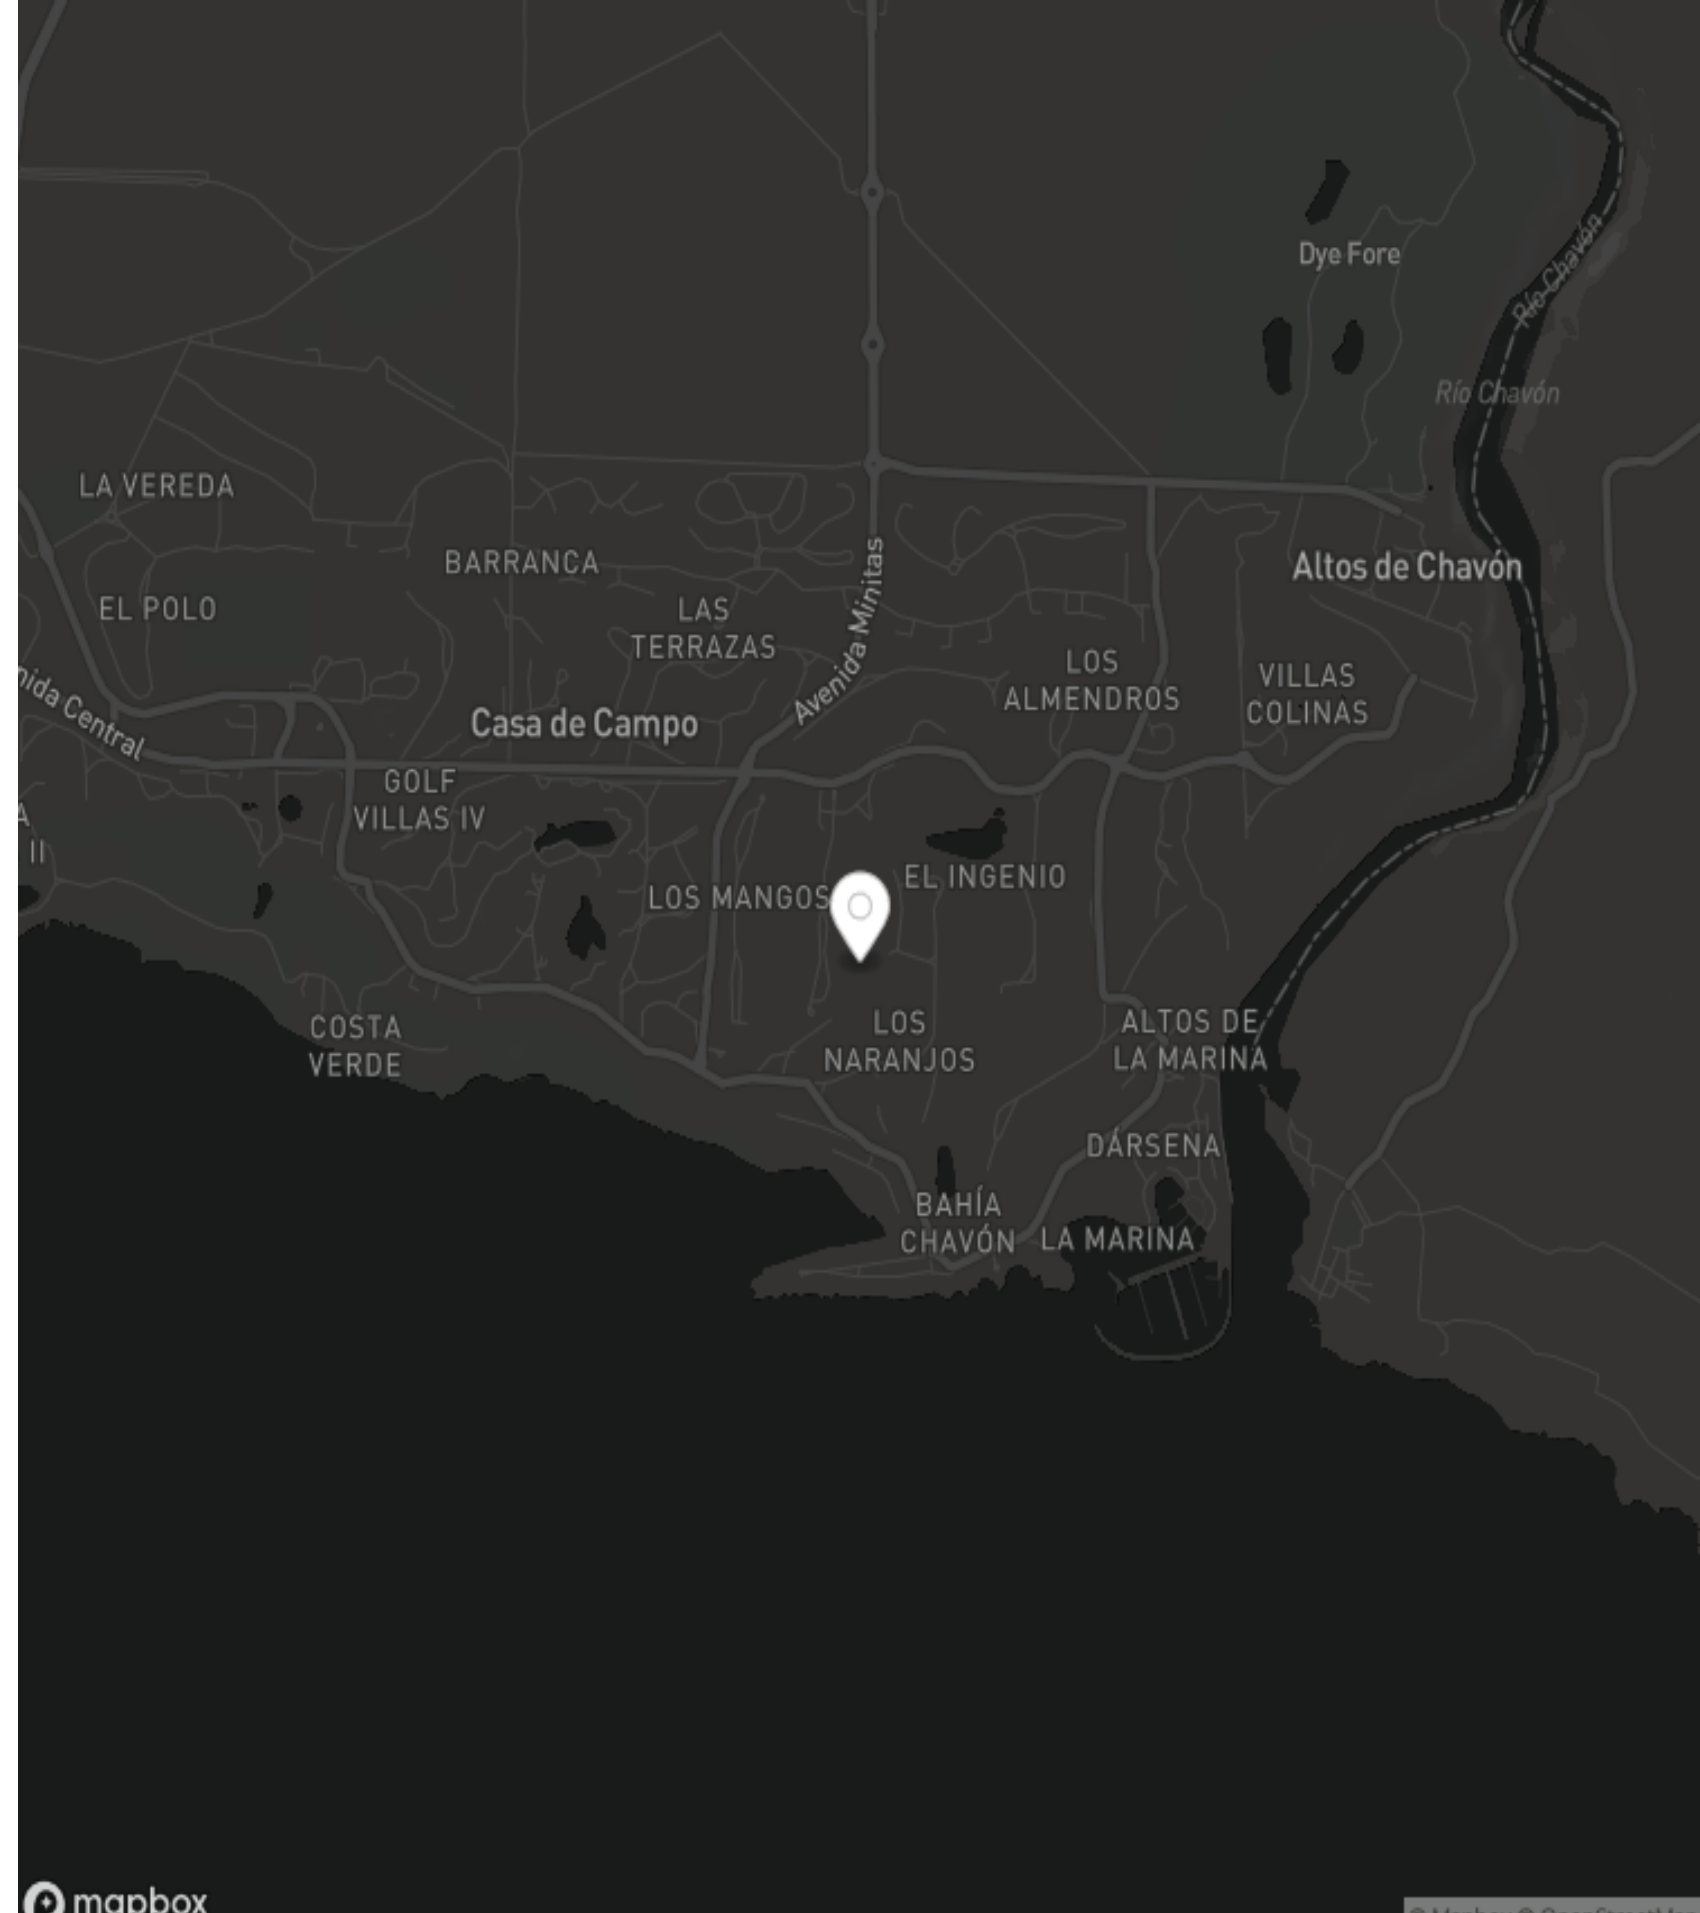 Dye Fore
Río Chavón
Río Chavón
LA VEREDA
BARRANCA
Altos de Chavón
EL POLO
LAS
TERRAZAS
Avenida Minitas
LOS
ALMENDROS
VILLAS
COLINAS
Central
Casa de Campo
GOLF
VILLAS IV
II
LOS MANGOS
EL INGENIO
COSTA
VERDE
LOS
NARANJOS
ALTOS DE
LA MARINA
DÁRSENA
BAHÍA
CHAVÓN
LA MARINA
mapbox